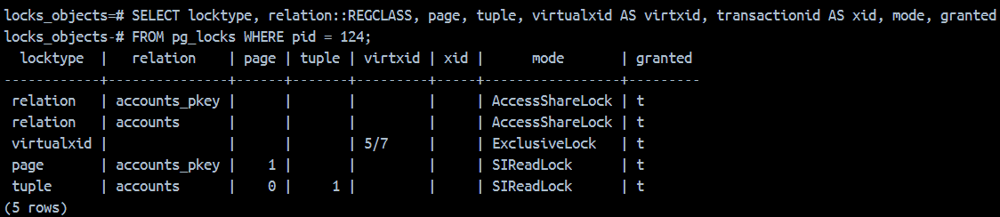 locks_objects=# SELECT locktype, relation::REGCLASS, page, tuple, virtualxid AS virtxid, transactionid AS xid, mode, granted
locks_objects-# FROM pg_locks WHERE pid = 124;
  locktype  |   relation    | page | tuple | virtxid | xid |      mode       | granted
------------+---------------+------+-------+---------+-----+-----------------+---------
 relation   | accounts_pkey |      |       |         |     | AccessShareLock | t
 relation   | accounts      |      |       |         |     | AccessShareLock | t
 virtualxid |               |      |       | 5/7     |     | ExclusiveLock   | t
 page       | accounts_pkey |    1 |       |         |     | SIReadLock      | t
 tuple      | accounts      |    0 |     1 |         |     | SIReadLock      | t
(5 rows)